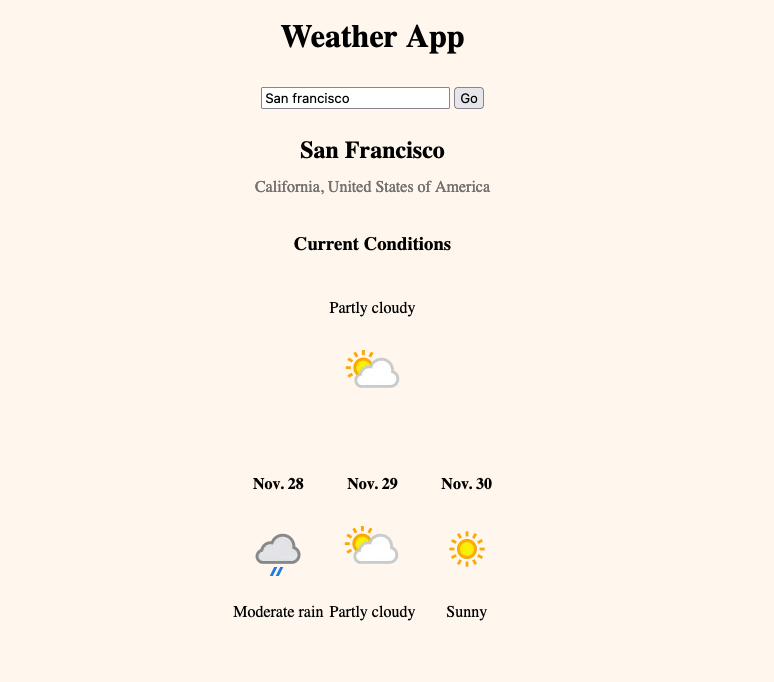 Weather App
San francisco Go
San Francisco
California, United States of America
Current Conditions
Partly cloudy
Nov. 28 Nov. 29 Nov. 30
Moderate rain Partly cloudy Sunny